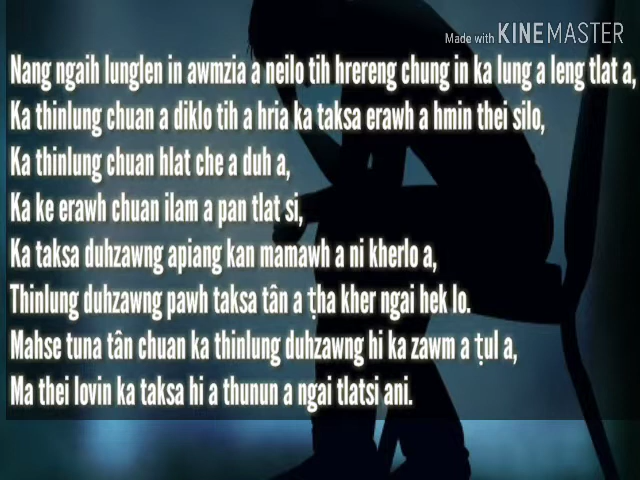 Made with KINEMASTER
Nang ngaih lunglen in awmzia a neilo tih hrereng chung in ka lung a leng tlat a,
Ka thinlung chuan a diklo tih a hria ka taksa erawh a hmin thei silo,
Ka thinlung chuan hlat che a duh a,
Ka ke erawh chuan ilam a pan tlat si,
Ka taksa duhzawng apiang kan mamawh a ni kherlo a,
Thinlung duhzawng pawh taksa tân a ṭha kher ngai hek lo.
Mahse tuna tân chuan ka thinlung duhzawng hi ka zawm a ṭul a,
Ma thei lovin ka taksa hi a thunun a ngai tlatsi ani.